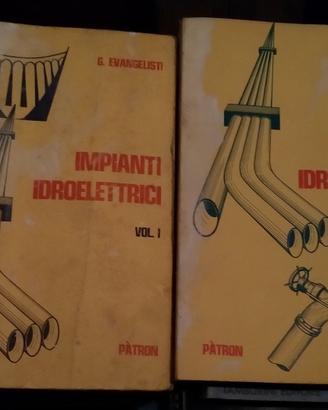 G. EVANGELISTI
IMPIANTI
IDROELETTRICI
VOL. I
PÀTRON
IDR
PÀTRON